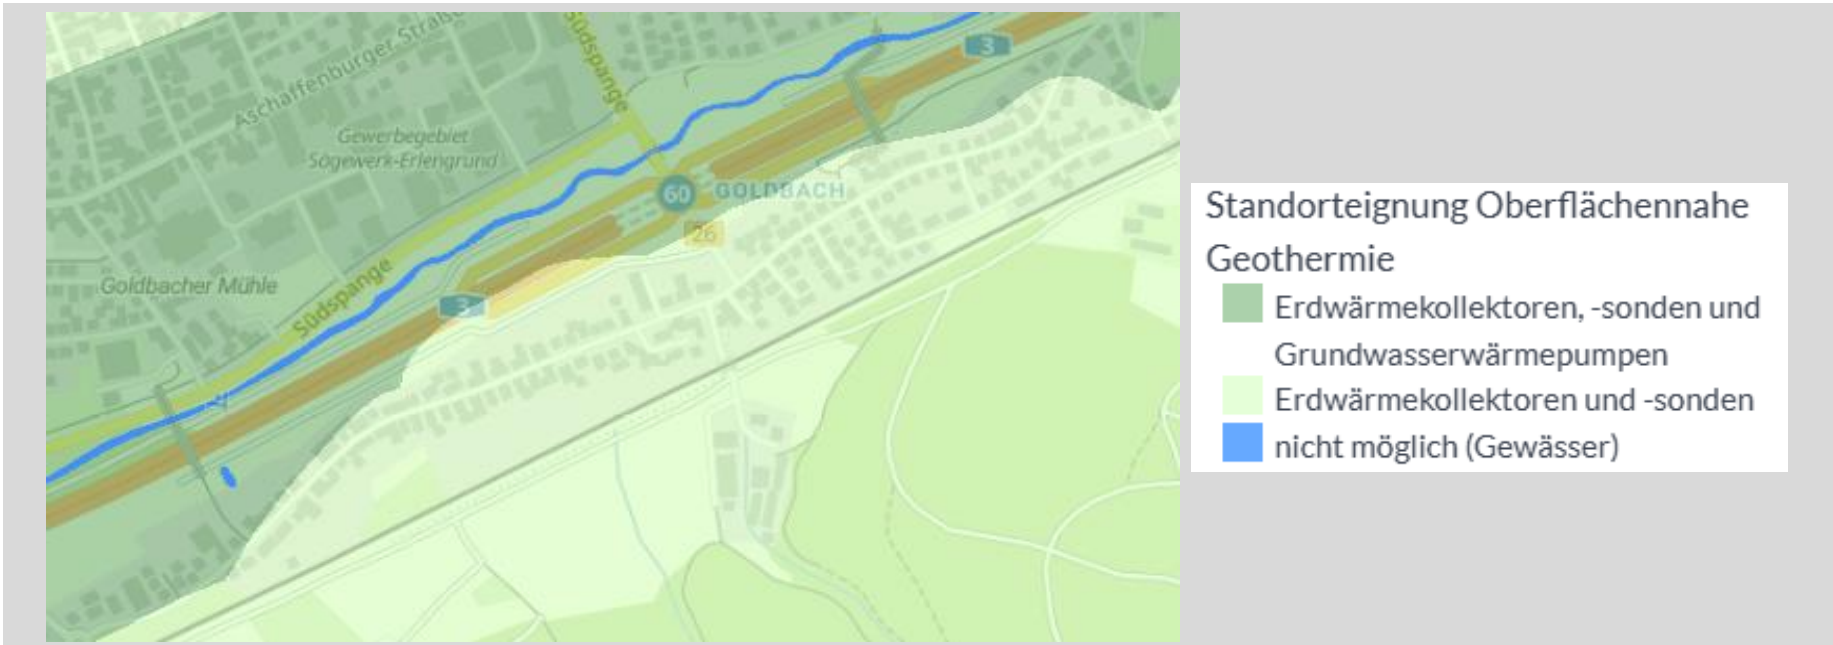 Aschaffenburger Straße
Südspange
3
Gewerbegebiet
Sögewerk-Erlengrund
60 GOLDBACH
26
Goldbacher Mühle
Südspange
3
Standorteignung Oberflächennahe
Geothermie
Erdwärmekollektoren, -sonden und
Grundwasserwärmepumpen
Erdwärmekollektoren und -sonden
nicht möglich (Gewässer)